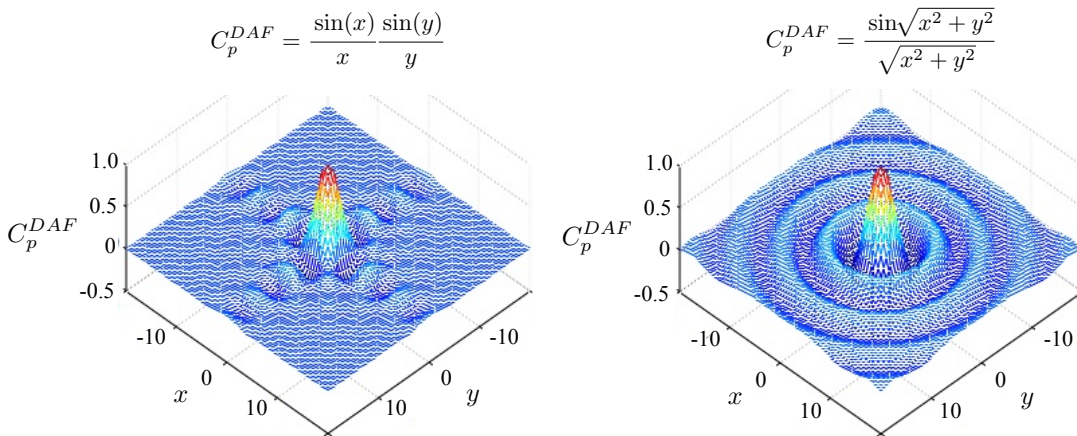 C_p^{DAF} = \frac{\sin(x)}{x} \frac{\sin(y)}{y}
1.0
0.5
C_p^{DAF}
0
-0.5
-10
0
10
x
-10
0
10
y
C_p^{DAF} = \frac{\sin\sqrt{x^2 + y^2}}{\sqrt{x^2 + y^2}}
1.0
0.5
C_p^{DAF}
0
-0.5
-10
0
10
x
-10
0
10
y